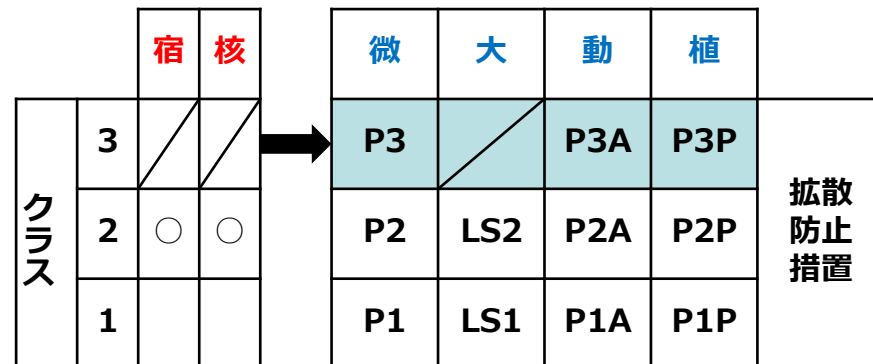 宿 核 微 大 動 植
3 P3 P3A P3P
クラス 2 ○ ○ P2 LS2 P2A P2P 拡散防止措置
1 P1 LS1 P1A P1P